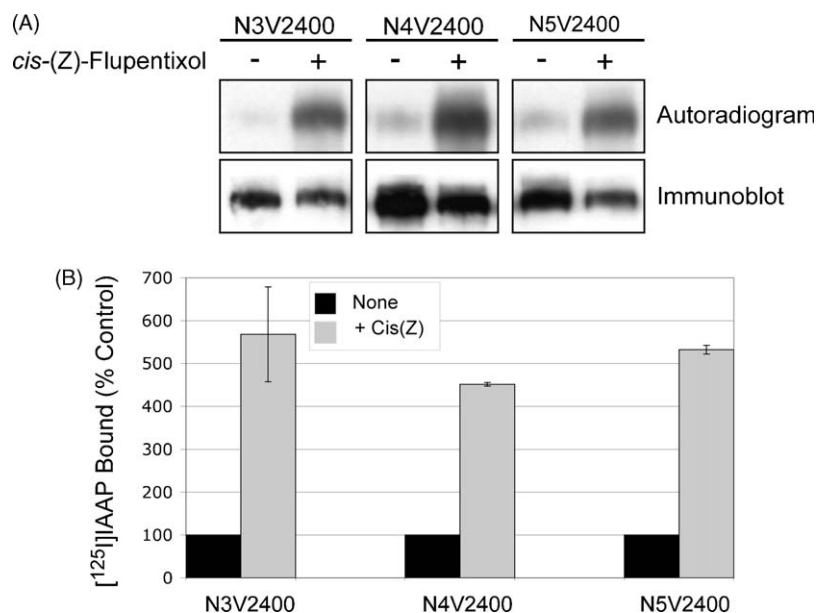 (A)
N3V2400 N4V2400 N5V2400
cis-(Z)-Flupentixol - + - + - +
Autoradiogram
Immunoblot
(B)
[¹²⁵I]IAAP Bound (% Control)
700
600
500
400
300
200
100
0
None
+ Cis(Z)
N3V2400 N4V2400 N5V2400